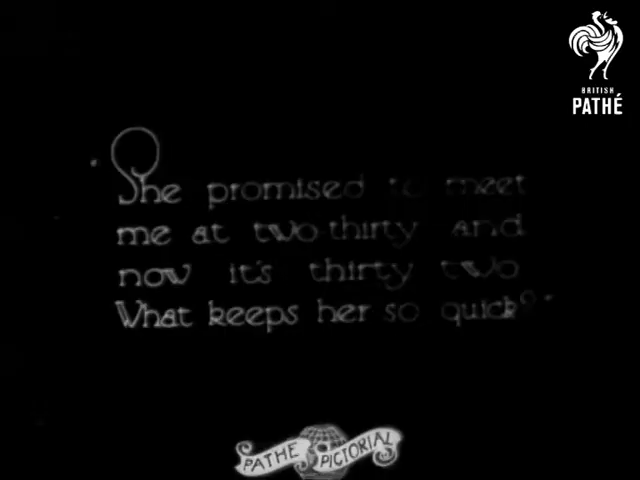 BRITISH
PATHÉ
She promised to meet
me at two-thirty and
now it's thirty two
What keeps her so quick?"
PATHE PICTORIAL